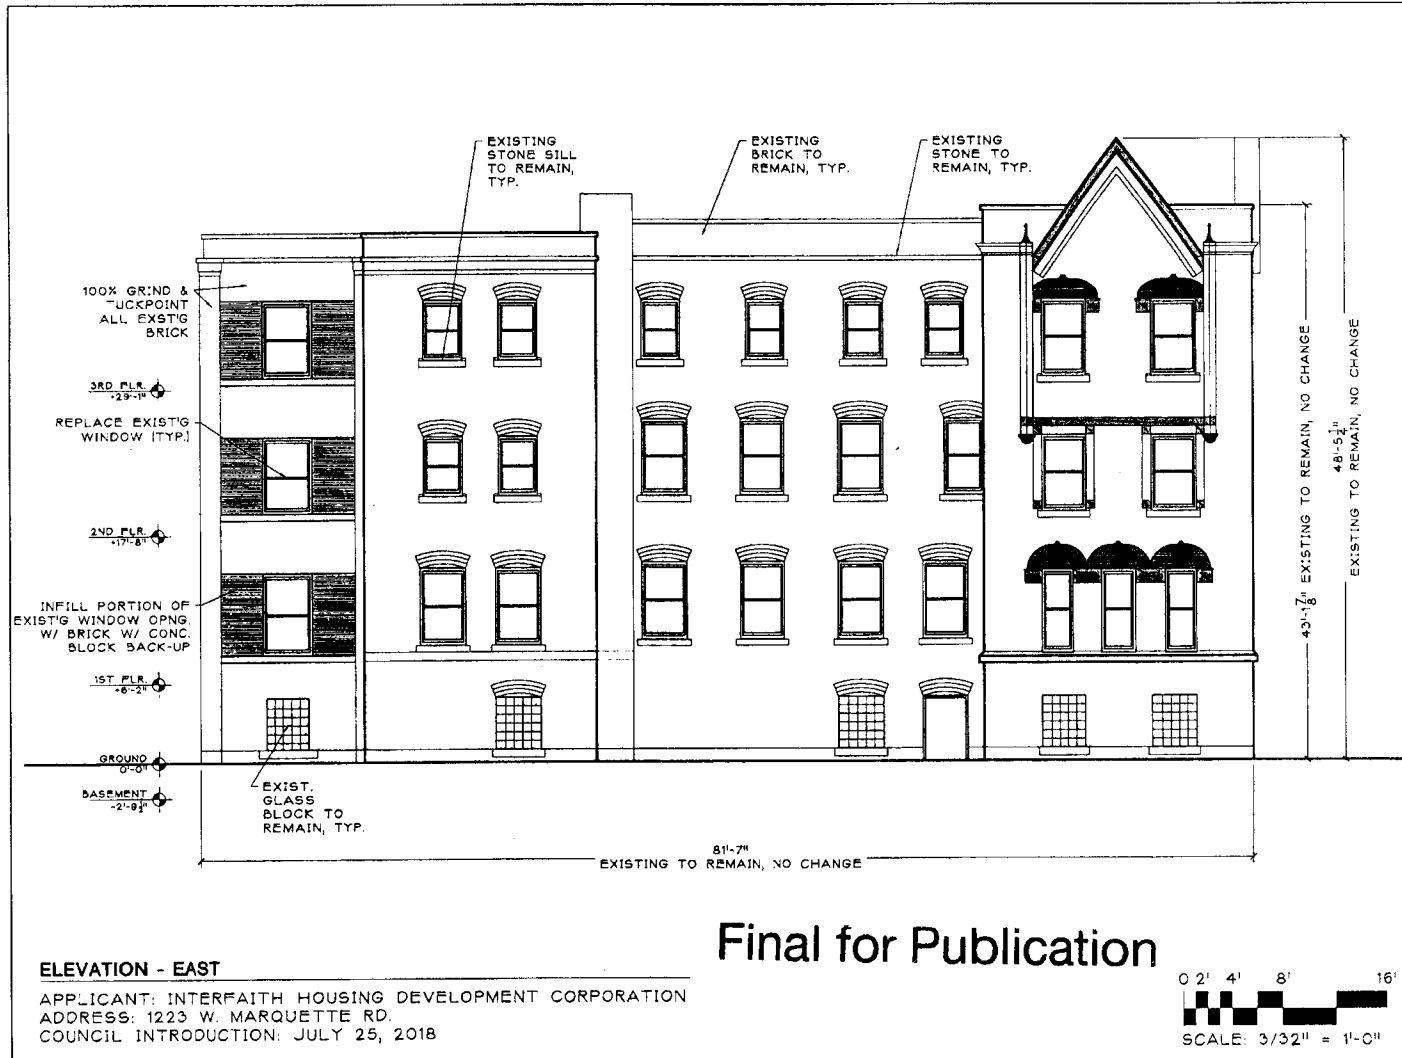 EXISTING
STONE SILL
TO REMAIN,
TYP.
EXISTING
BRICK TO
REMAIN, TYP.
EXISTING
STONE TO
REMAIN, TYP.
100% GRIND &
TUCKPOINT
ALL EXST'G
BRICK
3RD FLR.
+29'-1"
REPLACE EXIST'G
WINDOW (TYP.)
2ND FLR.
+17'-8"
INFILL PORTION OF
EXIST'G WINDOW OPNG.
W/ BRICK W/ CONC.
BLOCK BACK-UP
1ST FLR.
+6'-2"
GROUND
0'-0"
BASEMENT
-2'-9½"
EXIST.
GLASS
BLOCK TO
REMAIN, TYP.
81'-7"
EXISTING TO REMAIN, NO CHANGE
43'-1⅞" EXISTING TO REMAIN, NO CHANGE
48'-5¼"
EXISTING TO REMAIN, NO CHANGE
Final for Publication
ELEVATION - EAST
APPLICANT: INTERFAITH HOUSING DEVELOPMENT CORPORATION
ADDRESS: 1223 W. MARQUETTE RD.
COUNCIL INTRODUCTION: JULY 25, 2018
0 2' 4' 8' 16'
SCALE: 3/32" = 1'-0"